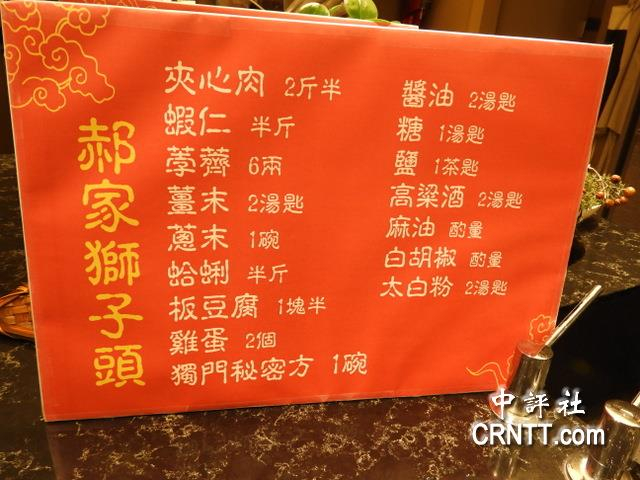 郝家獅子頭
夾心肉 2斤半
蝦仁 半斤
荸薺 6兩
薑末 2湯匙
蔥末 1碗
蛤蜊 半斤
板豆腐 1塊半
雞蛋 2個
獨門秘密方 1碗
醬油 2湯匙
糖 1湯匙
鹽 1茶匙
高粱酒 2湯匙
麻油 酌量
白胡椒 酌量
太白粉 2湯匙
中評社
CRNTT.com